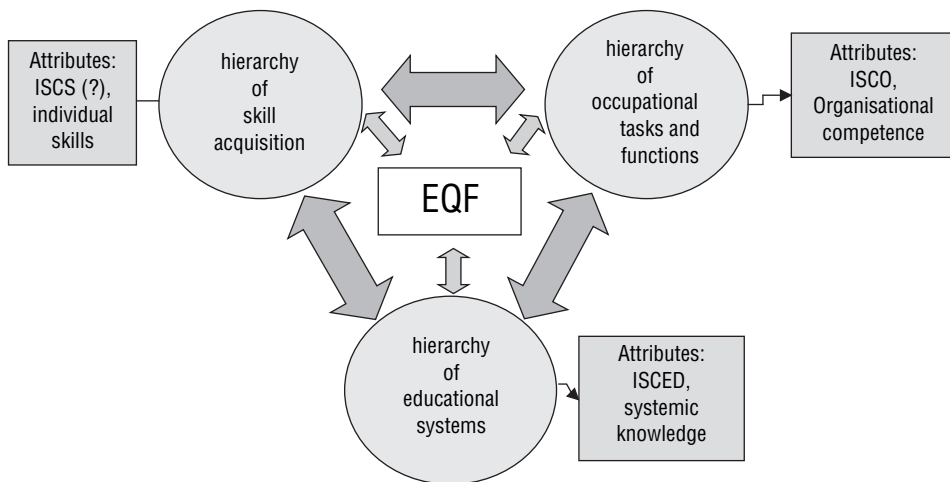 Attributes:
ISCS (?),
individual
skills
hierarchy
of
skill
acquisition
hierarchy
of
occupational
tasks and
functions
Attributes:
ISCO,
Organisational
competence
EQF
hierarchy
of
educational
systems
Attributes:
ISCED,
systemic
knowledge